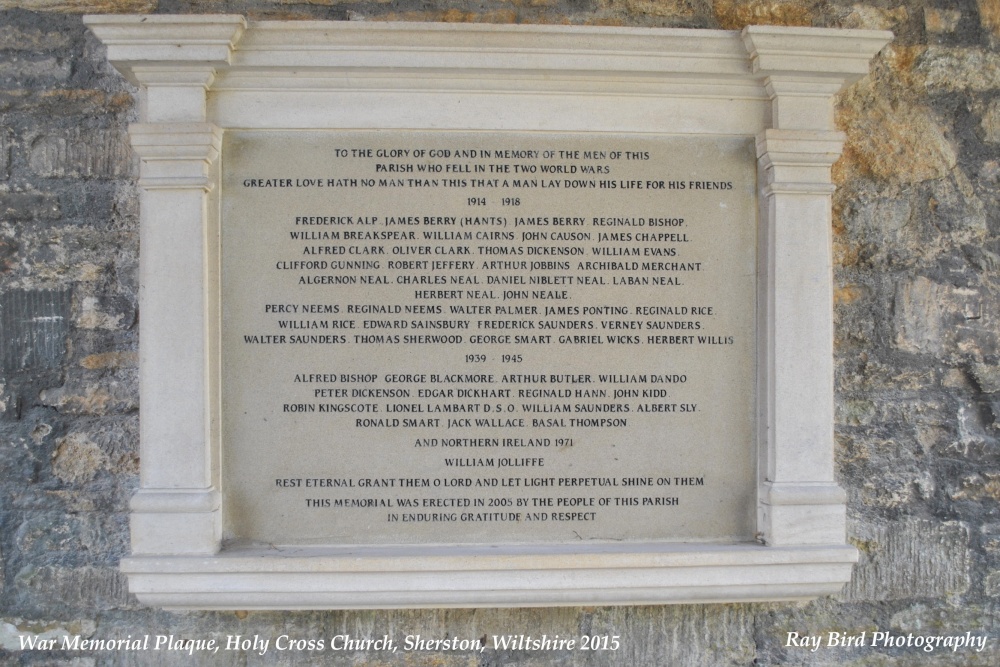 TO THE GLORY OF GOD AND IN MEMORY OF THE MEN OF THIS
PARISH WHO FELL IN THE TWO WORLD WARS
GREATER LOVE HATH NO MAN THAN THIS THAT A MAN LAY DOWN HIS LIFE FOR HIS FRIENDS
1914 · 1918
FREDERICK ALP . JAMES BERRY (HANTS) . JAMES BERRY . REGINALD BISHOP .
WILLIAM BREAKSPEAR . WILLIAM CAIRNS . JOHN CAUSON . JAMES CHAPPELL .
ALFRED CLARK . OLIVER CLARK . THOMAS DICKENSON . WILLIAM EVANS .
CLIFFORD GUNNING . ROBERT JEFFERY . ARTHUR JOBBINS . ARCHIBALD MERCHANT .
ALGERNON NEAL . CHARLES NEAL . DANIEL NIBLETT NEAL . LABAN NEAL .
HERBERT NEAL . JOHN NEALE .
PERCY NEEMS . REGINALD NEEMS . WALTER PALMER . JAMES PONTING . REGINALD RICE .
WILLIAM RICE . EDWARD SAINSBURY . FREDERICK SAUNDERS . VERNEY SAUNDERS .
WALTER SAUNDERS . THOMAS SHERWOOD . GEORGE SMART . GABRIEL WICKS . HERBERT WILLIS
1939 · 1945
ALFRED BISHOP . GEORGE BLACKMORE . ARTHUR BUTLER . WILLIAM DANDO
PETER DICKENSON . EDGAR DICKHART . REGINALD HANN . JOHN KIDD .
ROBIN KINGSCOTE . LIONEL LAMBART D.S.O . WILLIAM SAUNDERS . ALBERT SLY .
RONALD SMART . JACK WALLACE . BASAL THOMPSON
AND NORTHERN IRELAND 1971
WILLIAM JOLLIFFE
REST ETERNAL GRANT THEM O LORD AND LET LIGHT PERPETUAL SHINE ON THEM
THIS MEMORIAL WAS ERECTED IN 2005 BY THE PEOPLE OF THIS PARISH
IN ENDURING GRATITUDE AND RESPECT
War Memorial Plaque, Holy Cross Church, Sherston, Wiltshire 2015
Ray Bird Photography